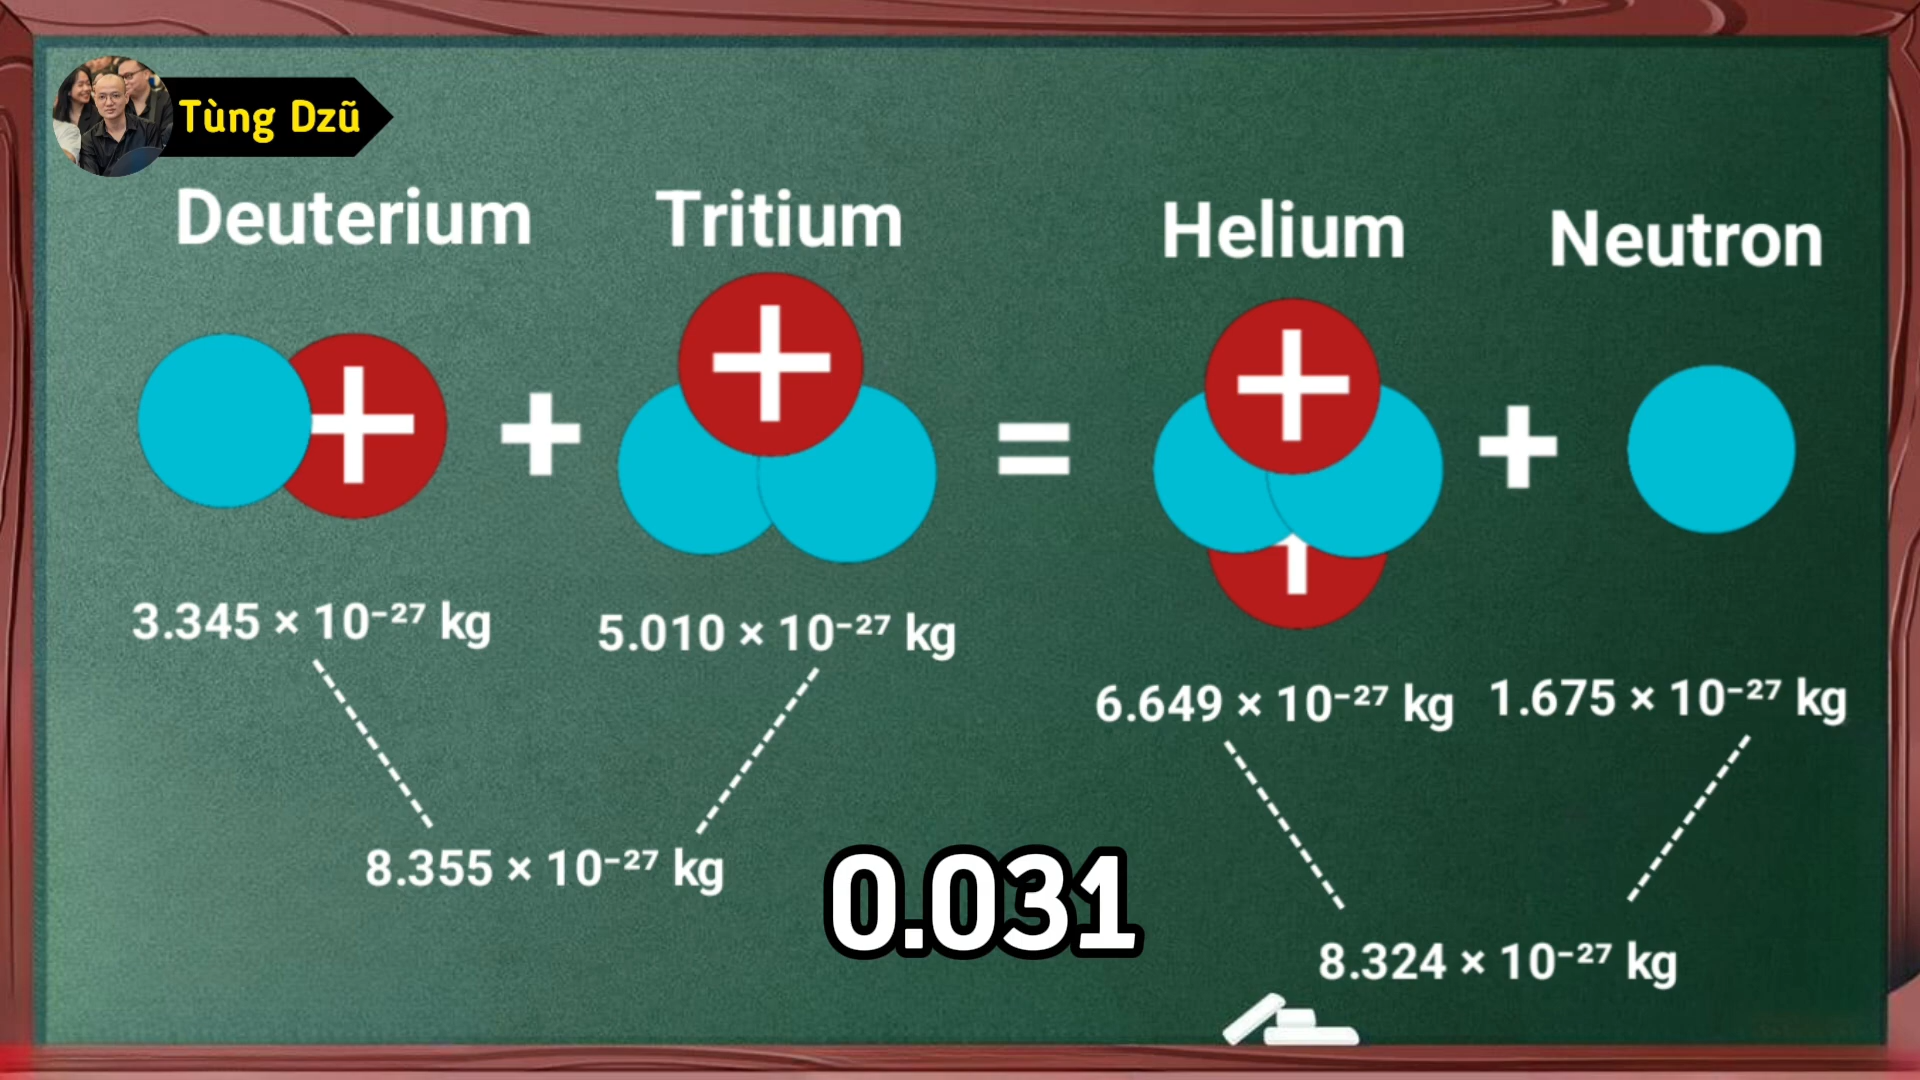 Tùng Dzũ
Deuterium Tritium Helium Neutron
+ + + + + =
3.345 × 10⁻²⁷ kg 5.010 × 10⁻²⁷ kg
6.649 × 10⁻²⁷ kg 1.675 × 10⁻²⁷ kg
8.355 × 10⁻²⁷ kg
0.031
8.324 × 10⁻²⁷ kg